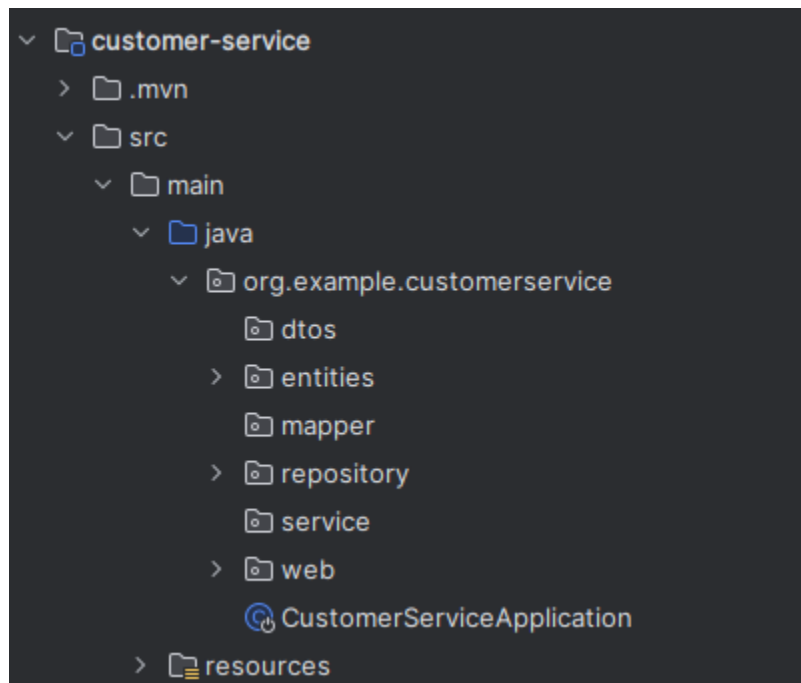 customer-service
.mvn
src
main
java
org.example.customerservice
dtos
entities
mapper
repository
service
web
CustomerServiceApplication
resources